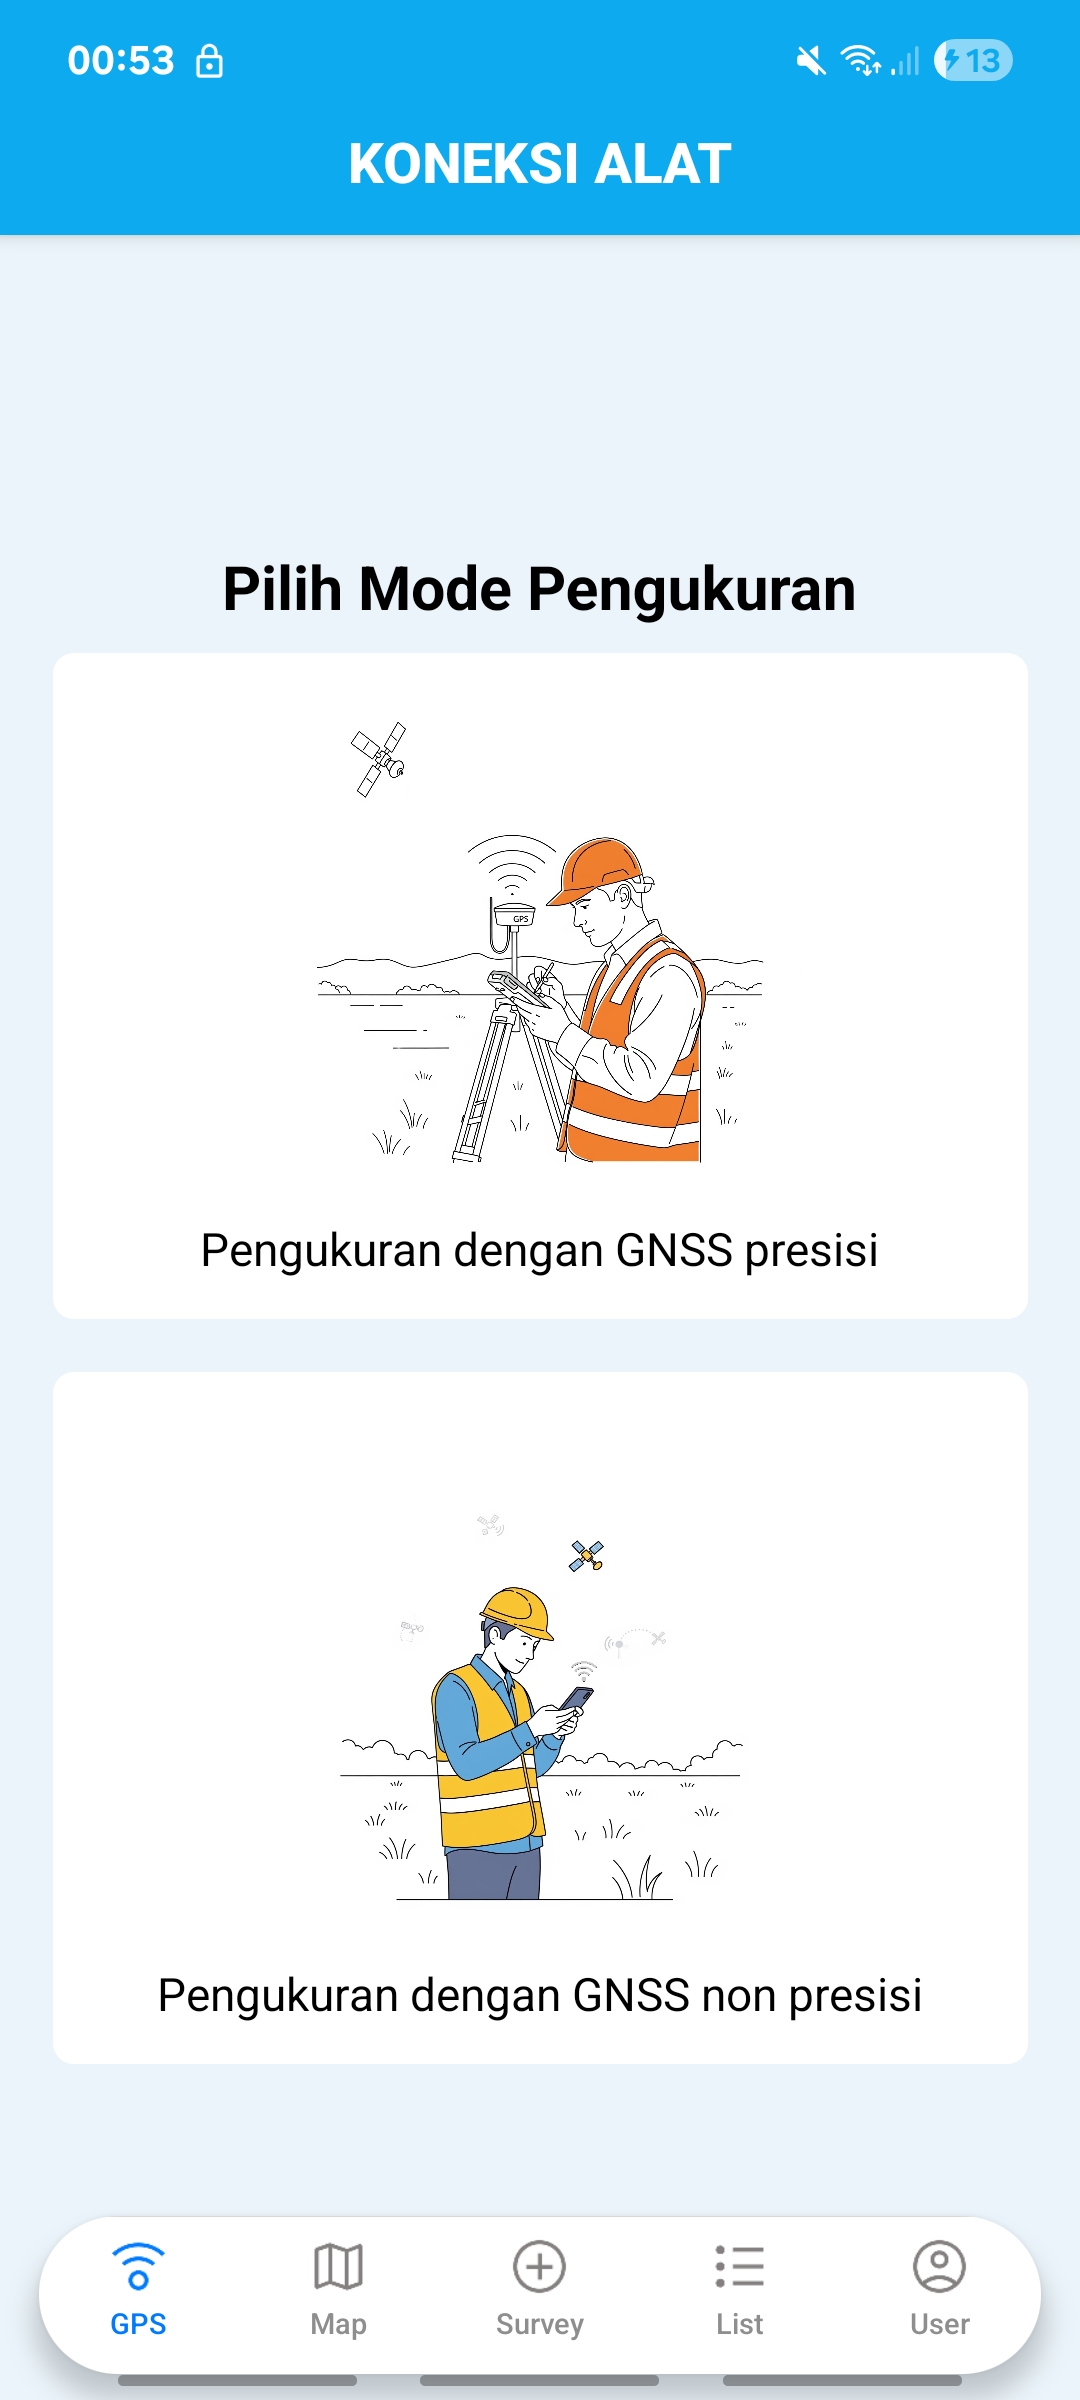 00:53
13
KONEKSI ALAT
Pilih Mode Pengukuran
GPS
Pengukuran dengan GNSS presisi
Pengukuran dengan GNSS non presisi
GPS
Map
Survey
List
User